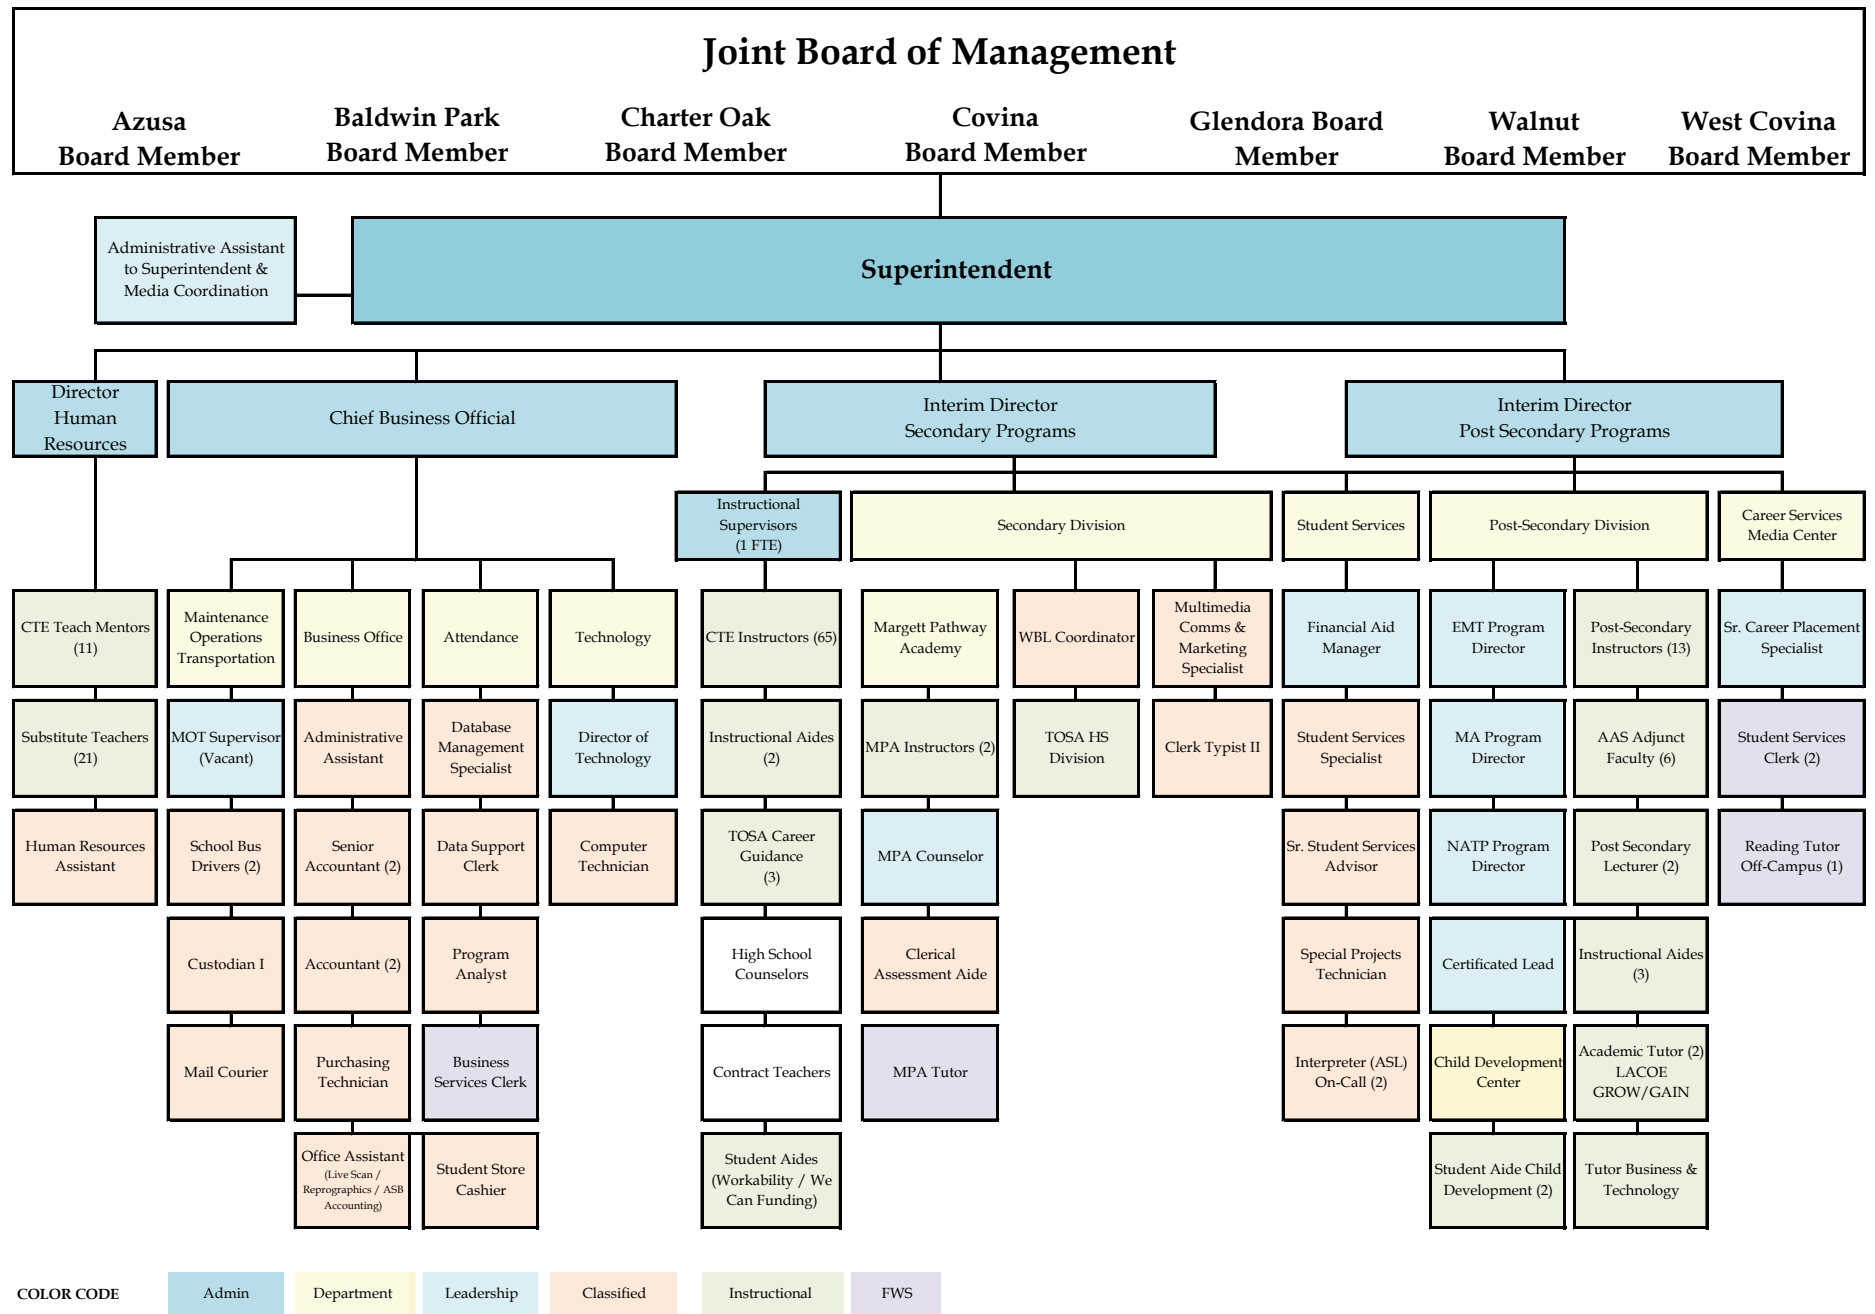 Joint Board of Management
Azusa
Board Member
Baldwin Park
Board Member
Charter Oak
Board Member
Covina
Board Member
Glendora Board
Member
Walnut
Board Member
West Covina
Board Member
Administrative Assistant
to Superintendent &
Media Coordination
Superintendent
Director
Human
Resources
Chief Business Official
Interim Director
Secondary Programs
Interim Director
Post Secondary Programs
Instructional
Supervisors
(1 FTE)
Secondary Division
Student Services
Post-Secondary Division
Career Services
Media Center
CTE Teach Mentors
(11)
Maintenance
Operations
Transportation
Business Office
Attendance
Technology
CTE Instructors (65)
Margett Pathway
Academy
WBL Coordinator
Multimedia
Comms &
Marketing
Specialist
Financial Aid
Manager
EMT Program
Director
Post-Secondary
Instructors (13)
Sr. Career Placement
Specialist
Substitute Teachers
(21)
MOT Supervisor
(Vacant)
Administrative
Assistant
Database
Management
Specialist
Director of
Technology
Instructional Aides
(2)
MPA Instructors (2)
TOSA HS
Division
Clerk Typist II
Student Services
Specialist
MA Program
Director
AAS Adjunct
Faculty (6)
Student Services
Clerk (2)
Human Resources
Assistant
School Bus
Drivers (2)
Senior
Accountant (2)
Data Support
Clerk
Computer
Technician
TOSA Career
Guidance
(3)
MPA Counselor
Sr. Student Services
Advisor
NATP Program
Director
Post Secondary
Lecturer (2)
Reading Tutor
Off-Campus (1)
Custodian I
Accountant (2)
Program
Analyst
High School
Counselors
Clerical
Assessment Aide
Special Projects
Technician
Certificated Lead
Instructional Aides
(3)
Mail Courier
Purchasing
Technician
Business
Services Clerk
Contract Teachers
MPA Tutor
Interpreter (ASL)
On-Call (2)
Child Development
Center
Academic Tutor (2)
LACOE
GROW/GAIN
Office Assistant
(Live Scan /
Reprographics / ASB
Accounting)
Student Store
Cashier
Student Aides
(Workability / We
Can Funding)
Student Aide Child
Development (2)
Tutor Business &
Technology
COLOR CODE
Admin
Department
Leadership
Classified
Instructional
FWS